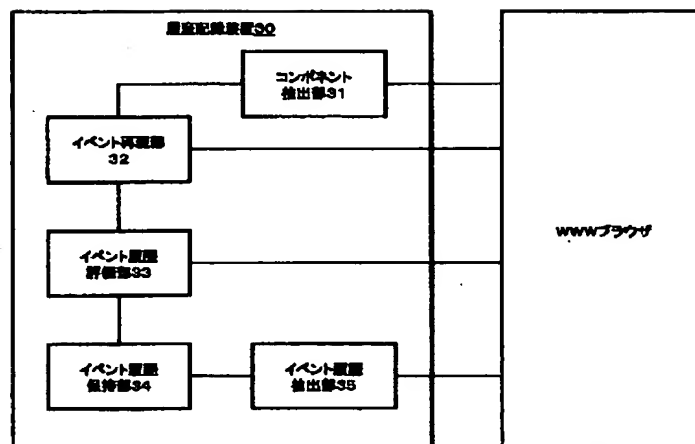 履歴記録装置30
コンポネント
抽出部31
イベント再現部
32
WWWブラウザ
イベント履歴
評価部33
イベント履歴
保持部34
イベント履歴
抽出部35